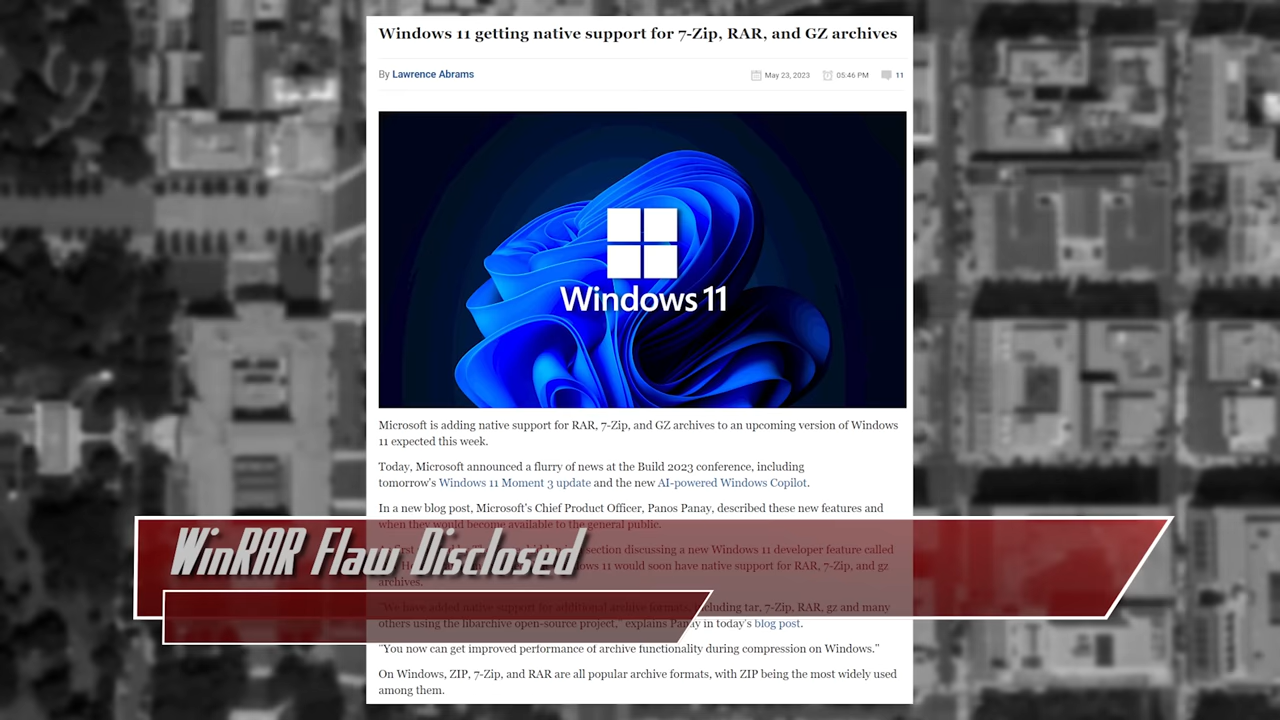 Windows 11 getting native support for 7-Zip, RAR, and GZ archives
By Lawrence Abrams
May 23, 2023
05:46 PM
11
Windows 11
Microsoft is adding native support for RAR, 7-Zip, and GZ archives to an upcoming version of Windows
11 expected this week.
Today, Microsoft announced a flurry of news at the Build 2023 conference, including
tomorrow's Windows 11 Moment 3 update and the new AI-powered Windows Copilot.
In a new blog post, Microsoft's Chief Product Officer, Panos Panay, described these new features and
when they would become available to the general public.
WinRAR Flaw Disclosed
section discussing a new Windows 11 developer feature called
11 would soon have native support for RAR, 7-Zip, and gz
archives.
"We have added native support for additional archive formats, including tar, 7-Zip, RAR, gz and many
others using the libarchive open-source project," explains Panay in today's blog post.
"You now can get improved performance of archive functionality during compression on Windows."
On Windows, ZIP, 7-Zip, and RAR are all popular archive formats, with ZIP being the most widely used
among them.